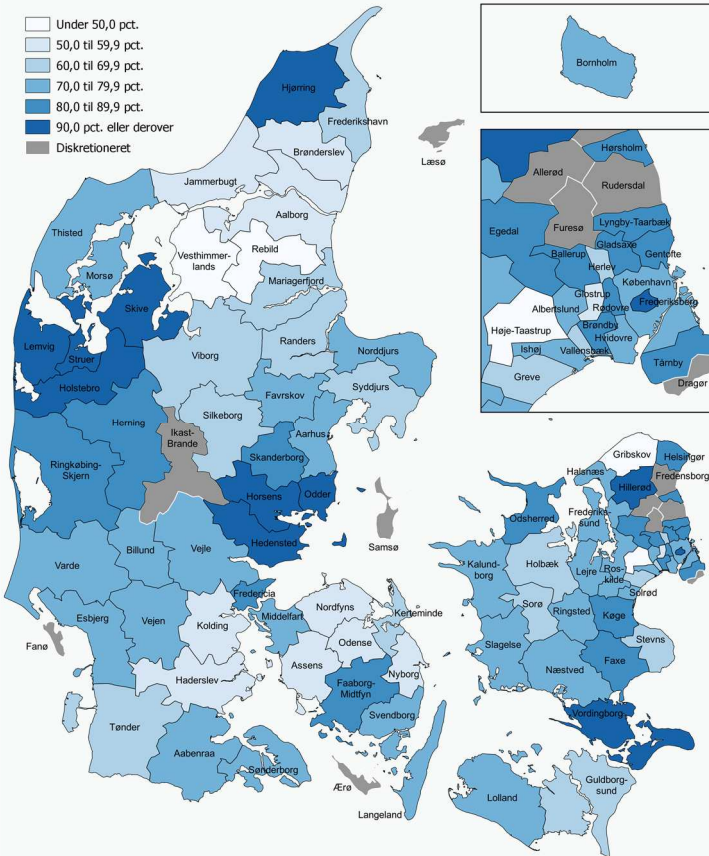 Under 50,0 pct.
50,0 til 59,9 pct.
60,0 til 69,9 pct.
70,0 til 79,9 pct.
80,0 til 89,9 pct.
90,0 pct. eller derover
Diskretioneret
Hjørring
Frederikshavn
Læsø
Brønderslev
Jammerbugt
Aalborg
Thisted
Vesthimmer-
lands
Rebild
Morsø
Mariagerfjord
Skive
Lemvig
Struer
Viborg
Randers
Norddjurs
Holstebro
Syddjurs
Favrskov
Silkeborg
Herning
Ikast-
Brande
Aarhus
Skanderborg
Ringkøbing-
Skjern
Horsens
Odder
Hedensted
Samsø
Billund
Vejle
Varde
Fredericia
Middelfart
Nordfyns
Kerteminde
Esbjerg
Vejen
Kolding
Odense
Fanø
Assens
Nyborg
Haderslev
Faaborg-
Midtfyn
Svendborg
Tønder
Aabenraa
Sønderborg
Ærø
Langeland
Bornholm
Hørsholm
Allerød
Rudersdal
Egedal
Furesø
Lyngby-Taarbæk
Gladsaxe
Ballerup
Gentofte
Herlev
København
Glostrup
Albertslund
Rødovre
Frederiksberg
Høje-Taastrup
Brøndby
Hvidovre
Ishøj
Vallensbæk
Greve
Tårnby
Dragør
Gribskov
Helsingør
Halsnæs
Hillerød
Fredensborg
Odsherred
Frederiks-
sund
Kalund-
borg
Holbæk
Lejre
Ros-
kilde
Solrød
Sorø
Ringsted
Køge
Stevns
Slagelse
Næstved
Faxe
Vordingborg
Guldborg-
sund
Lolland